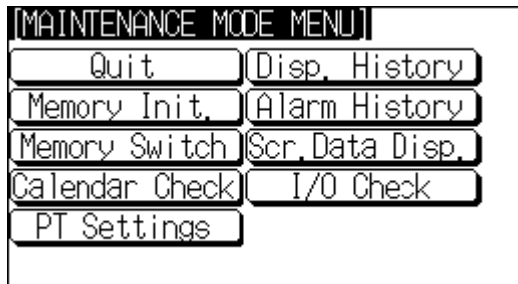 [MAINTENANCE MODE MENU]
Quit Disp. History
Memory Init. Alarm History
Memory Switch Scr.Data Disp.
Calendar Check I/O Check
PT Settings